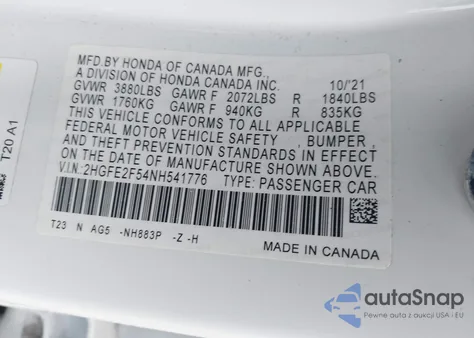 MFD.BY HONDA OF CANADA MFG.,
A DIVISION OF HONDA CANADA INC. 10/'21
GVWR 3880LBS GAWR F 2072LBS R 1840LBS
GVWR 1760KG GAWR F 940KG R 835KG
THIS VEHICLE CONFORMS TO ALL APPLICABLE
FEDERAL MOTOR VEHICLE SAFETY, BUMPER,
AND THEFT PREVENTION STANDARDS IN EFFECT
ON THE DATE OF MANUFACTURE SHOWN ABOVE.
V.I.N:2HGFE2F54NH541776 TYPE: PASSENGER CAR
T23 N AG5 -NH883P -Z-H
MADE IN CANADA
T20 A1
autoSnap
Pewne auta z aukcji USA i EU